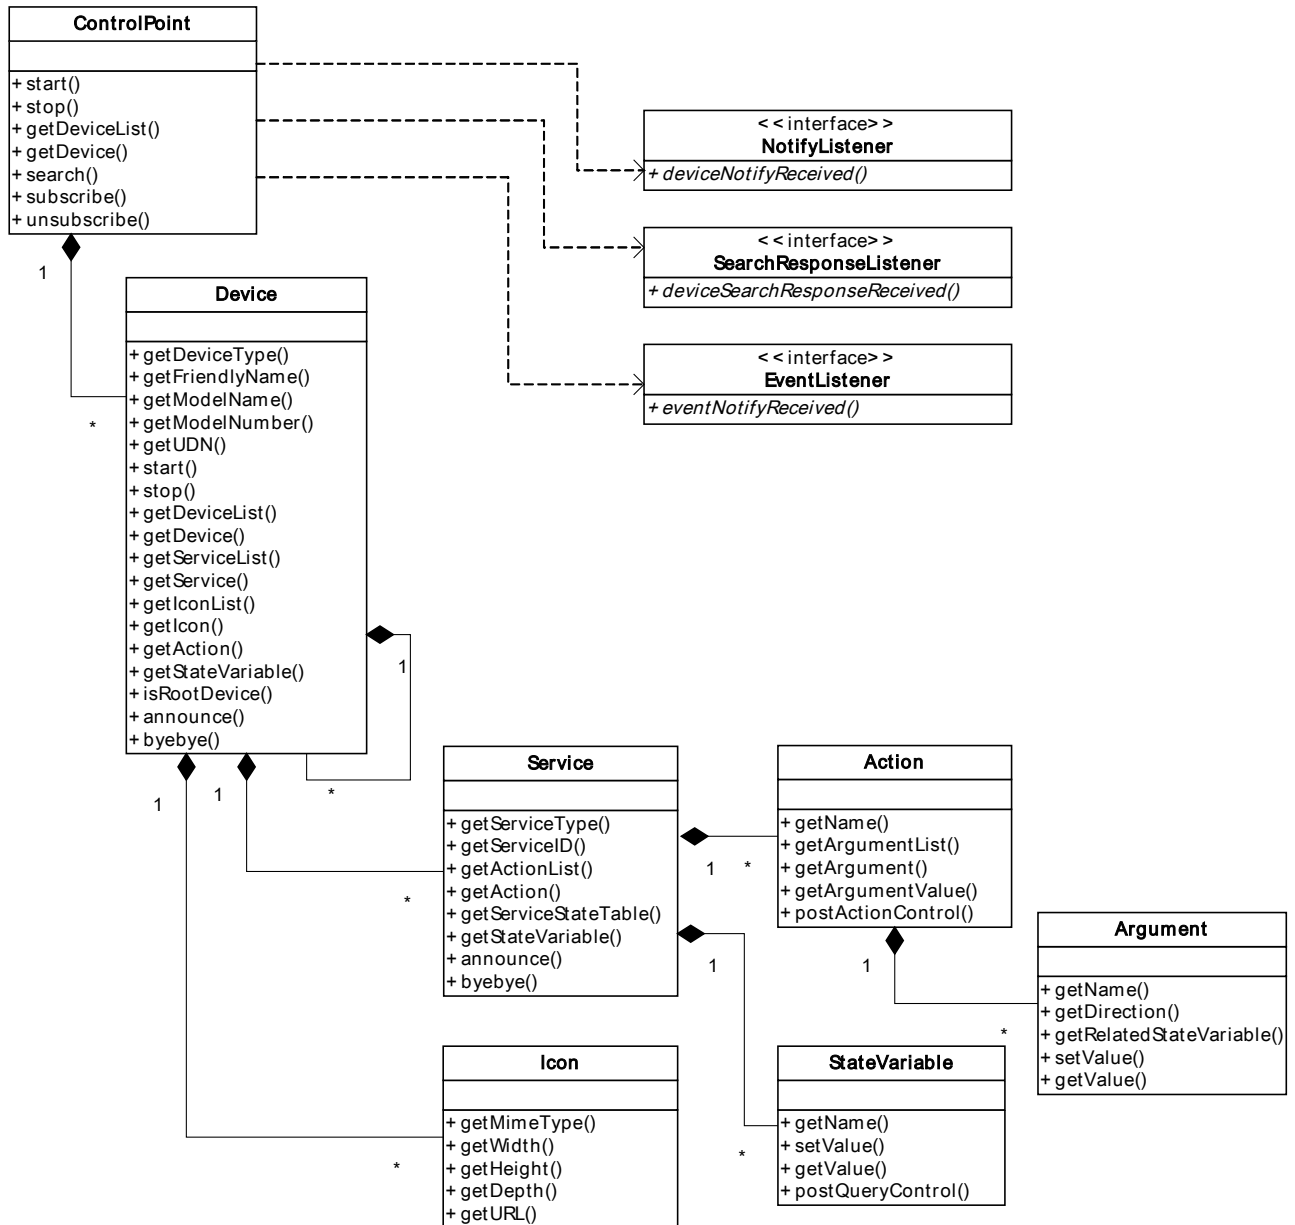 ControlPoint
+ start()
+ stop()
+ getDeviceList()
+ getDevice()
+ search()
+ subscribe()
+ unsubscribe()
1
*
< < interface> >
NotifyListener
+ deviceNotifyReceived()
< < interface> >
SearchResponseListener
+ deviceSearchResponseReceived()
< < interface> >
EventListener
+ eventNotifyReceived()
Device
+ getDeviceType()
+ getFriendlyName()
+ getModelName()
+ getModelNumber()
+ getUDN()
+ start()
+ stop()
+ getDeviceList()
+ getDevice()
+ getServiceList()
+ getService()
+ getIconList()
+ getIcon()
+ getAction()
+ getStateVariable()
+ isRootDevice()
+ announce()
+ byebye()
1
*
1
1
*
*
Service
+ getServiceType()
+ getServiceID()
+ getActionList()
+ getAction()
+ getServiceStateTable()
+ getStateVariable()
+ announce()
+ byebye()
1
*
1
*
Action
+ getName()
+ getArgumentList()
+ getArgument()
+ getArgumentValue()
+ postActionControl()
1
*
Argument
+ getName()
+ getDirection()
+ getRelatedStateVariable()
+ setValue()
+ getValue()
Icon
+ getMimeType()
+ getWidth()
+ getHeight()
+ getDepth()
+ getURL()
StateVariable
+ getName()
+ setValue()
+ getValue()
+ postQueryControl()